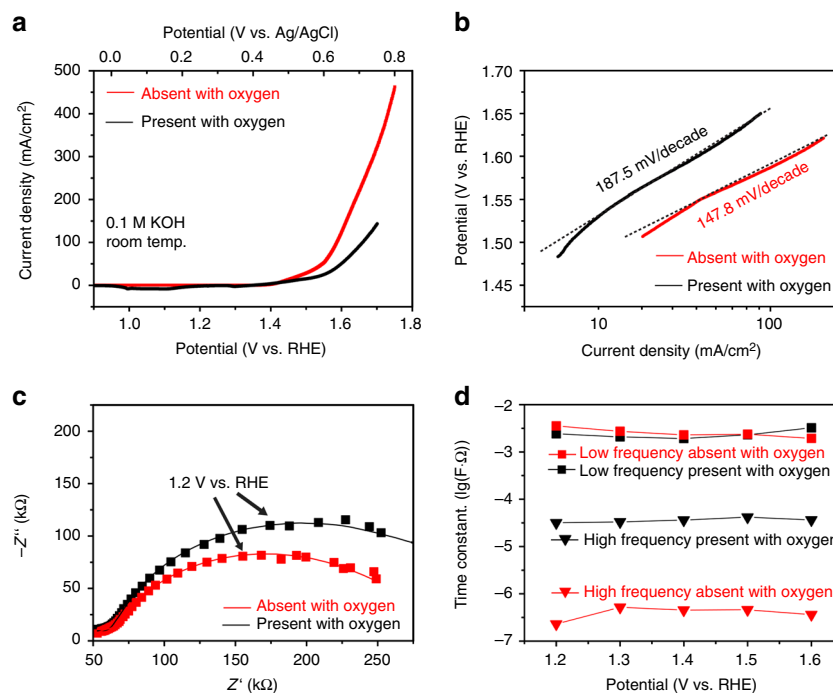 a
Potential (V vs. Ag/AgCl)
0.0 0.2 0.4 0.6 0.8
500
400
300
200
100
0
Current density (mA/cm²)
Absent with oxygen
Present with oxygen
0.1 M KOH
room temp.
1.0 1.2 1.4 1.6 1.8
Potential (V vs. RHE)
b
1.70
1.65
1.60
1.55
1.50
1.45
Potential (V vs. RHE)
187.5 mV/decade
147.8 mV/decade
Absent with oxygen
Present with oxygen
10 100
Current density (mA/cm²)
c
200
150
100
50
0
–Z‘‘ (kΩ)
1.2 V vs. RHE
Absent with oxygen
Present with oxygen
50 100 150 200 250
Z‘ (kΩ)
d
–2
–3
–4
–5
–6
–7
Time constant. (lg(F·Ω)
Low frequency absent with oxygen
Low frequency present with oxygen
High frequency present with oxygen
High frequency absent with oxygen
1.2 1.3 1.4 1.5 1.6
Potential (V vs. RHE)